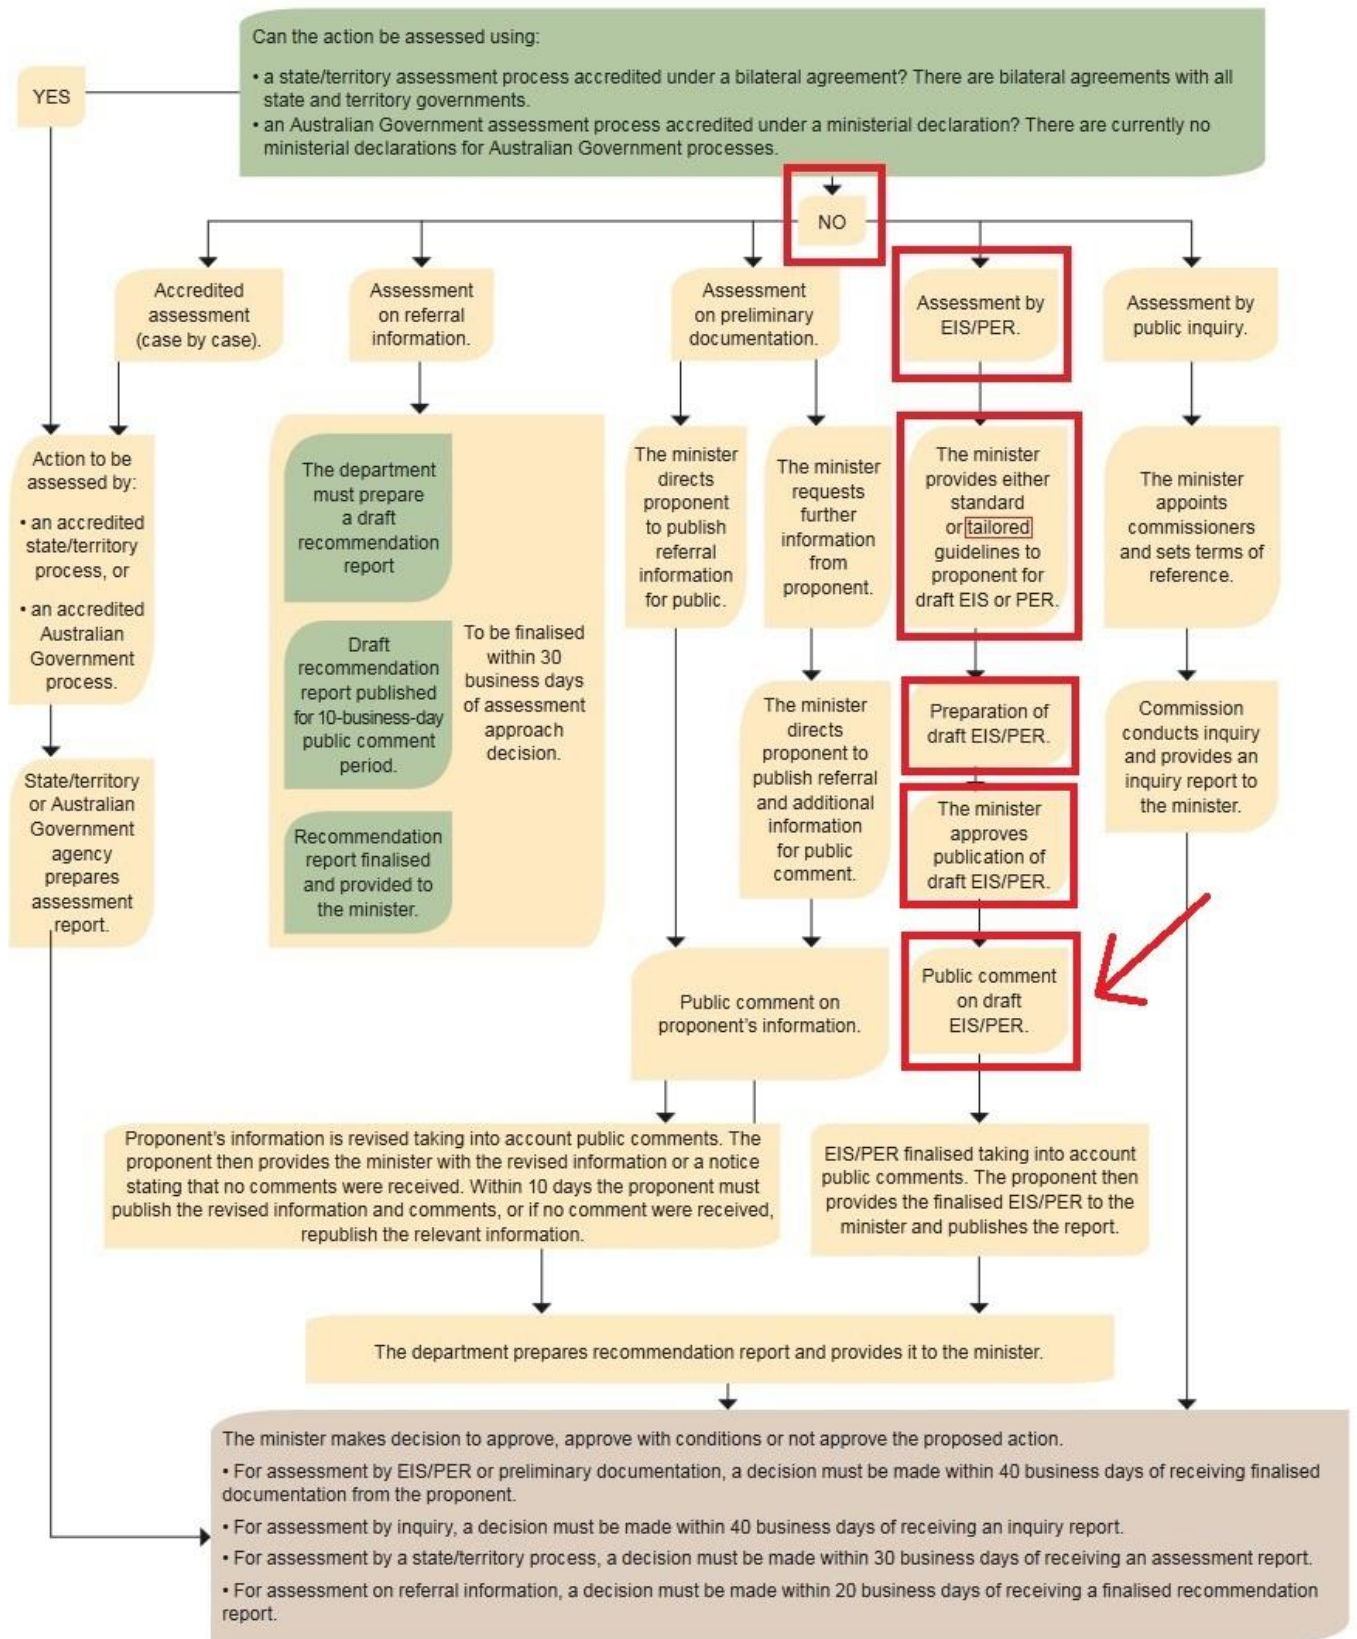 Can the action be assessed using:
• a state/territory assessment process accredited under a bilateral agreement? There are bilateral agreements with all
state and territory governments.
• an Australian Government assessment process accredited under a ministerial declaration? There are currently no
ministerial declarations for Australian Government processes.
YES
NO
Accredited
assessment
(case by case).
Assessment
on referral
information.
Assessment
on preliminary
documentation.
Assessment by
EIS/PER.
Assessment by
public inquiry.
Action to be
assessed by:
• an accredited
state/territory
process, or
• an accredited
Australian
Government
process.
State/territory
or Australian
Government
agency
prepares
assessment
report.
The department
must prepare
a draft
recommendation
report
Draft
recommendation
report published
for 10-business-day
public comment
period.
Recommendation
report finalised
and provided to
the minister.
To be finalised
within 30
business days
of assessment
approach
decision.
The minister
directs
proponent
to publish
referral
information
for public.
The minister
requests
further
information
from
proponent.
The minister
directs
proponent to
publish referral
and additional
information
for public
comment.
Public comment on
proponent's information.
The minister
provides either
standard
or tailored
guidelines to
proponent for
draft EIS or PER.
Preparation of
draft EIS/PER.
The minister
approves
publication of
draft EIS/PER.
Public comment
on draft
EIS/PER.
The minister
appoints
commissioners
and sets terms of
reference.
Commission
conducts inquiry
and provides an
inquiry report to
the minister.
Proponent's information is revised taking into account public comments. The
proponent then provides the minister with the revised information or a notice
stating that no comments were received. Within 10 days the proponent must
publish the revised information and comments, or if no comment were received,
republish the relevant information.
EIS/PER finalised taking into account
public comments. The proponent then
provides the finalised EIS/PER to the
minister and publishes the report.
The department prepares recommendation report and provides it to the minister.
The minister makes decision to approve, approve with conditions or not approve the proposed action.
• For assessment by EIS/PER or preliminary documentation, a decision must be made within 40 business days of receiving finalised
documentation from the proponent.
• For assessment by inquiry, a decision must be made within 40 business days of receiving an inquiry report.
• For assessment by a state/territory process, a decision must be made within 30 business days of receiving an assessment report.
• For assessment on referral information, a decision must be made within 20 business days of receiving a finalised recommendation
report.